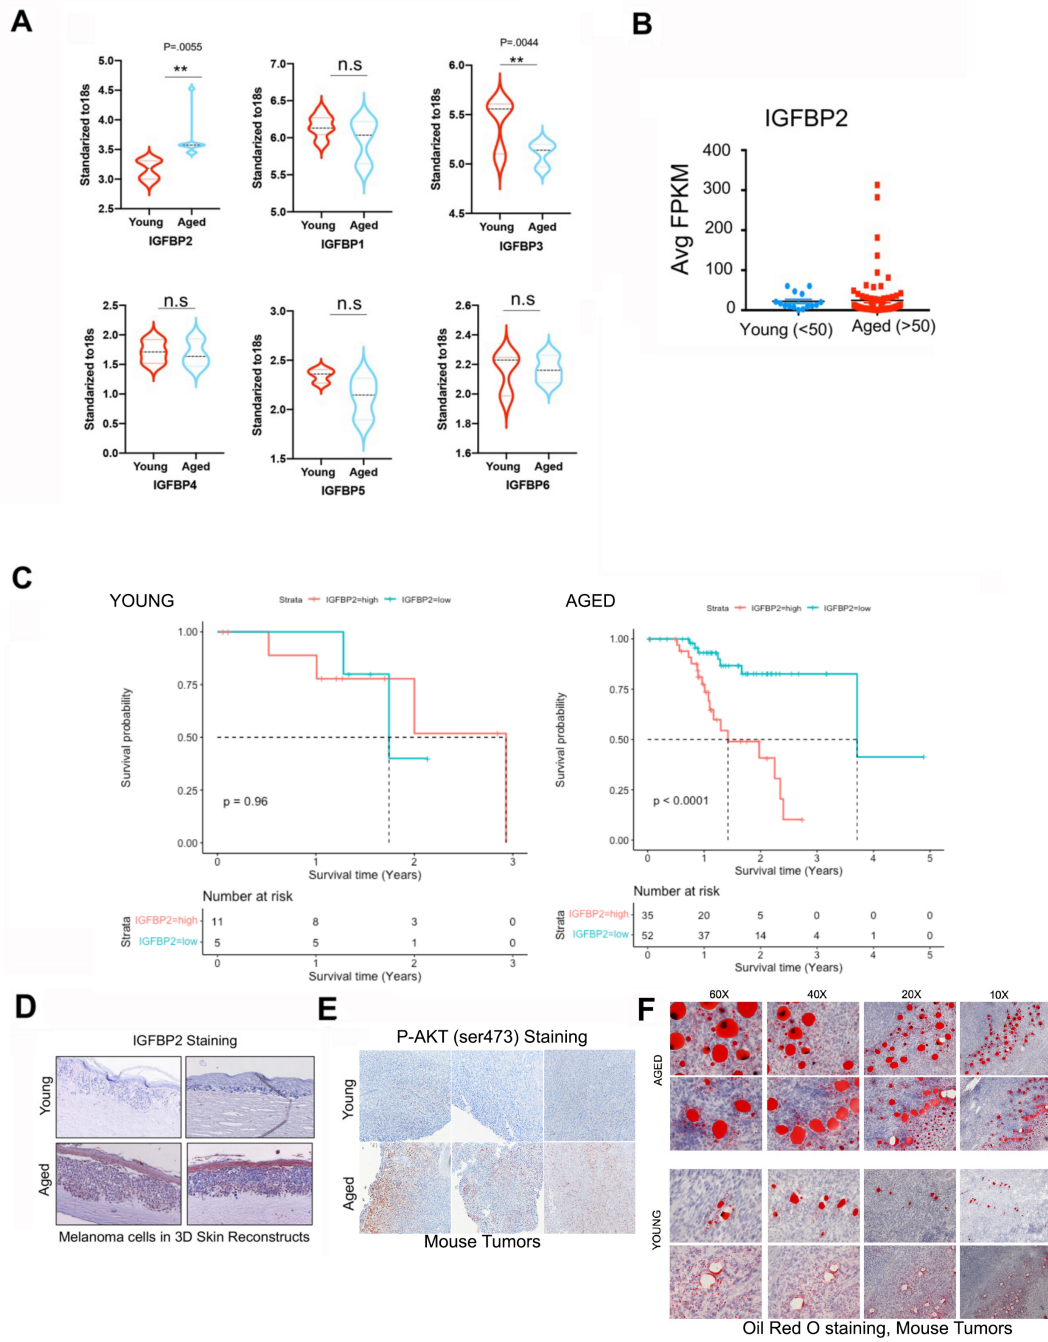 A
P=.0055
**
5.0
4.5
4.0
3.5
3.0
2.5
Standarized to18s
Young Aged
IGFBP2
n.s
7.0
6.5
6.0
5.5
5.0
Standarized to18s
Young Aged
IGFBP1
P=.0044
**
6.0
5.5
5.0
4.5
Standarized to18s
Young Aged
IGFBP3
n.s
2.5
2.0
1.5
1.0
0.5
0.0
Standarized to18s
Young Aged
IGFBP4
n.s
3.0
2.5
2.0
1.5
Standarized to18s
Young Aged
IGFBP5
n.s
2.6
2.4
2.2
2.0
1.8
1.6
Standarized to18s
Young Aged
IGFBP6
B
IGFBP2
400
300
200
100
0
Avg FPKM
Young (<50) Aged (>50)
C
YOUNG
Strata IGFBP2=high IGFBP2=low
1.00
0.75
0.50
0.25
0.00
Survival probability
p = 0.96
0 1 2 3
Survival time (Years)
Number at risk
Strata
IGFBP2=high 11 8 3 0
IGFBP2=low 5 5 1 0
0 1 2 3
Survival time (Years)
AGED
Strata IGFBP2=high IGFBP2=low
1.00
0.75
0.50
0.25
0.00
Survival probability
p < 0.0001
0 1 2 3 4 5
Survival time (Years)
Number at risk
Strata
IGFBP2=high 35 20 5 0 0 0
IGFBP2=low 52 37 14 4 1 0
0 1 2 3 4 5
Survival time (Years)
D
IGFBP2 Staining
Young
Aged
Melanoma cells in 3D Skin Reconstructs
E
P-AKT (ser473) Staining
Young
Aged
Mouse Tumors
F
60X 40X 20X 10X
AGED
YOUNG
Oil Red O staining, Mouse Tumors